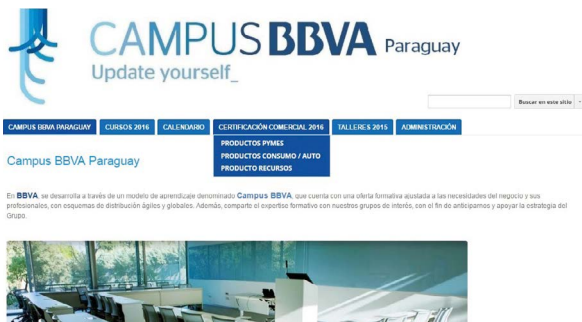 CAMPUS BBVA Paraguay
Update yourself_
Buscar en este sitio
CAMPUS BBVA PARAGUAY CURSOS 2016 CALENDARIO CERTIFICACIÓN COMERCIAL 2016 TALLERES 2015 ADMINISTRACIÓN
PRODUCTOS PYMES
PRODUCTOS CONSUMO / AUTO
PRODUCTO RECURSOS
Campus BBVA Paraguay
En BBVA, se desarrolla a través de un modelo de aprendizaje denominado Campus BBVA, que cuenta con una oferta formativa ajustada a las necesidades del negocio y sus
profesionales, con esquemas de distribución ágiles y globales. Además, comparte el expertise formativo con nuestros grupos de interés, con el fin de anticiparnos y apoyar la estrategia del
Grupo.